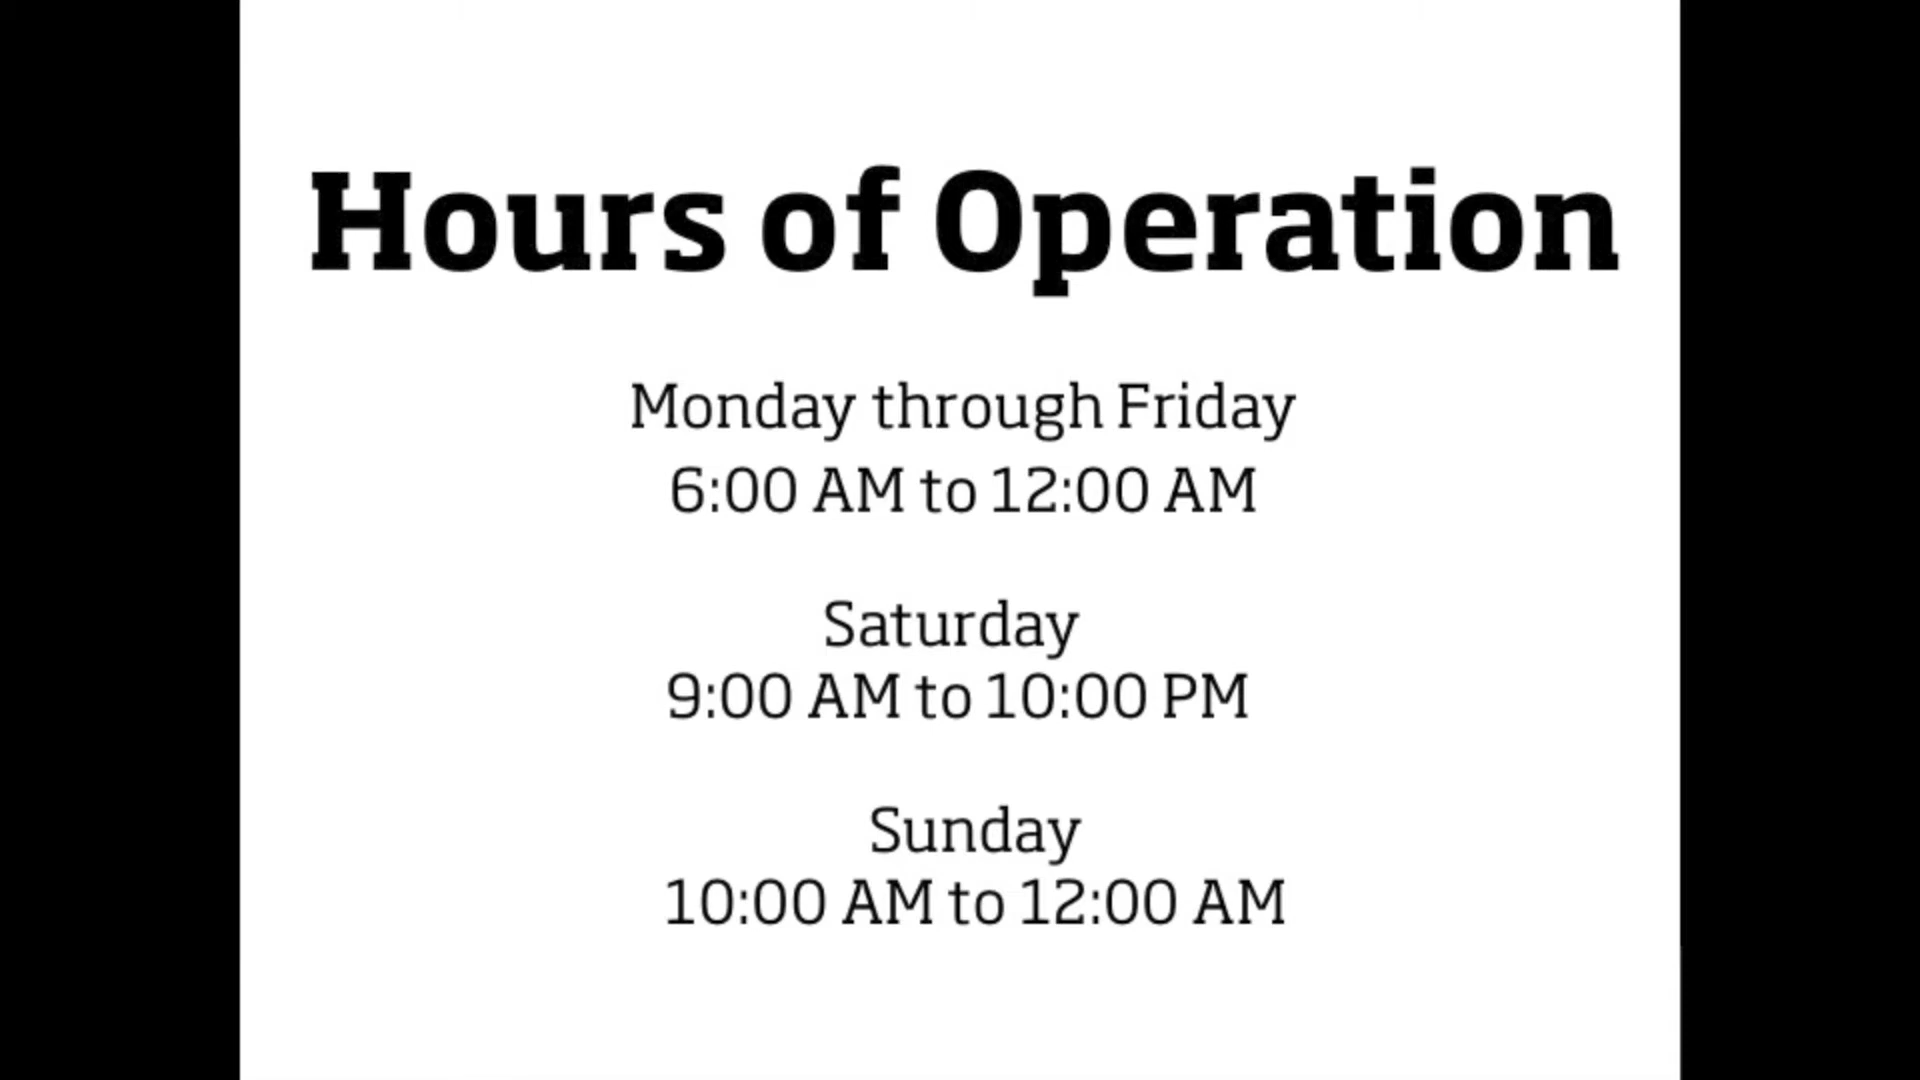 Hours of Operation
Monday through Friday
6:00 AM to 12:00 AM
Saturday
9:00 AM to 10:00 PM
Sunday
10:00 AM to 12:00 AM